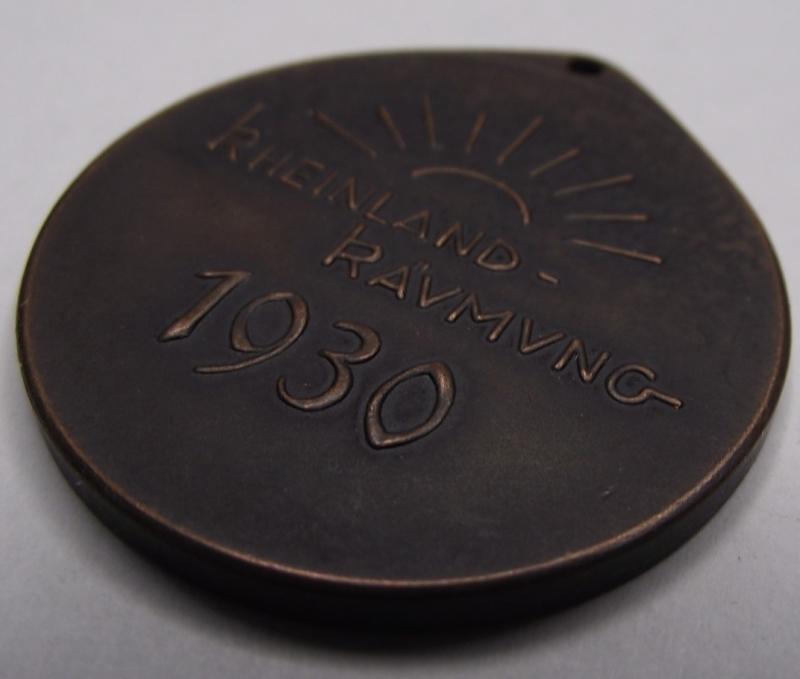 RHEINLAND-
RÄVMVNG
1930